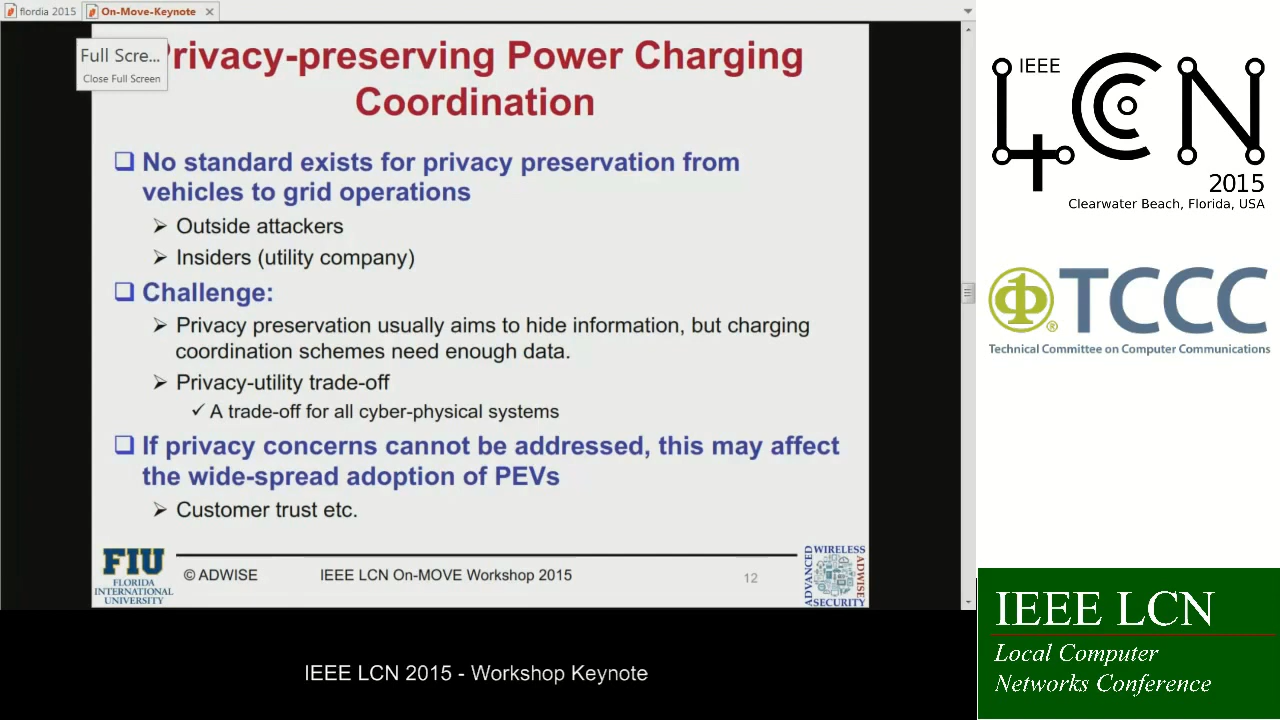 flordia 2015
On-Move-Keynote
Full Scre...
Close Full Screen
rivacy-preserving Power Charging
Coordination
No standard exists for privacy preservation from
vehicles to grid operations
Outside attackers
Insiders (utility company)
Challenge:
Privacy preservation usually aims to hide information, but charging
coordination schemes need enough data.
Privacy-utility trade-off
A trade-off for all cyber-physical systems
If privacy concerns cannot be addressed, this may affect
the wide-spread adoption of PEVs
Customer trust etc.
FIU
FLORIDA
INTERNATIONAL
UNIVERSITY
© ADWISE
IEEE LCN On-MOVE Workshop 2015
12
ADVANCED
WIRELESS
ADWISE
SECURITY
IEEE LCN 2015 - Workshop Keynote
IEEE
L4CN
2015
Clearwater Beach, Florida, USA
TCCC
®
Technical Committee on Computer Communications
IEEE LCN
Local Computer
Networks Conference